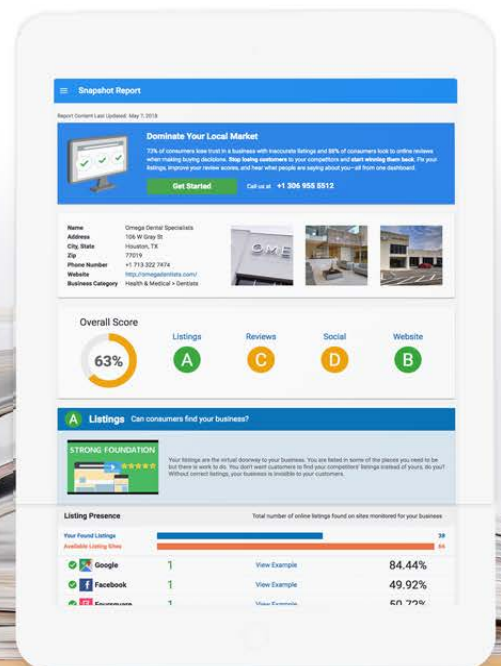 Snapshot Report
Report Content Last Updated: May 7, 2018
Dominate Your Local Market
73% of consumers lose trust in a business with inaccurate listings and 88% of consumers look to online reviews
when making buying decisions. Stop losing customers to your competitors and start winning them back. Fix your
listings, improve your review scores, and hear what people are saying about you—all from one dashboard.
Get Started Call us at +1 306 955 5512
Name Omega Dental Specialists
Address 106 W Gray St
City, State Houston, TX
Zip 77019
Phone Number +1 713 322 7474
Website http://omegadentists.com/
Business Category Health & Medical > Dentists
OME
Overall Score
63%
Listings Reviews Social Website
A C D B
A Listings Can consumers find your business?
STRONG FOUNDATION
Your listings are the virtual doorway to your business. You are listed in some of the places you need to be
but there is work to do. You don't want customers to find your competitors' listings instead of yours, do you?
Without correct listings, your business is invisible to your customers.
Listing Presence Total number of online listings found on sites monitored for your business
Your Found Listings 38
Available Listing Sites 66
Google 1 View Example 84.44%
Facebook 1 View Example 49.92%
Foursquare 1 View Example 50.72%